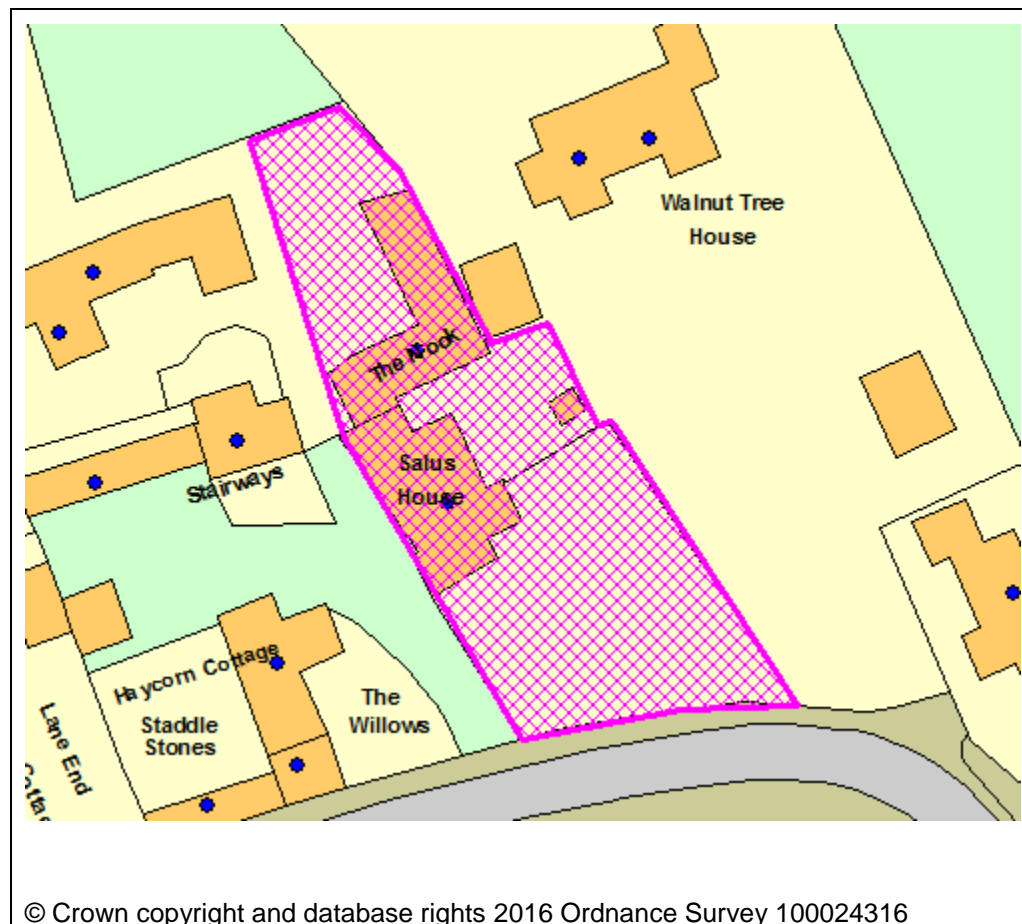 Walnut Tree
House
The Nook
Salus
House
Stairways
Haycorn Cottage
Staddle
Stones
The
Willows
Lane End
© Crown copyright and database rights 2016 Ordnance Survey 100024316